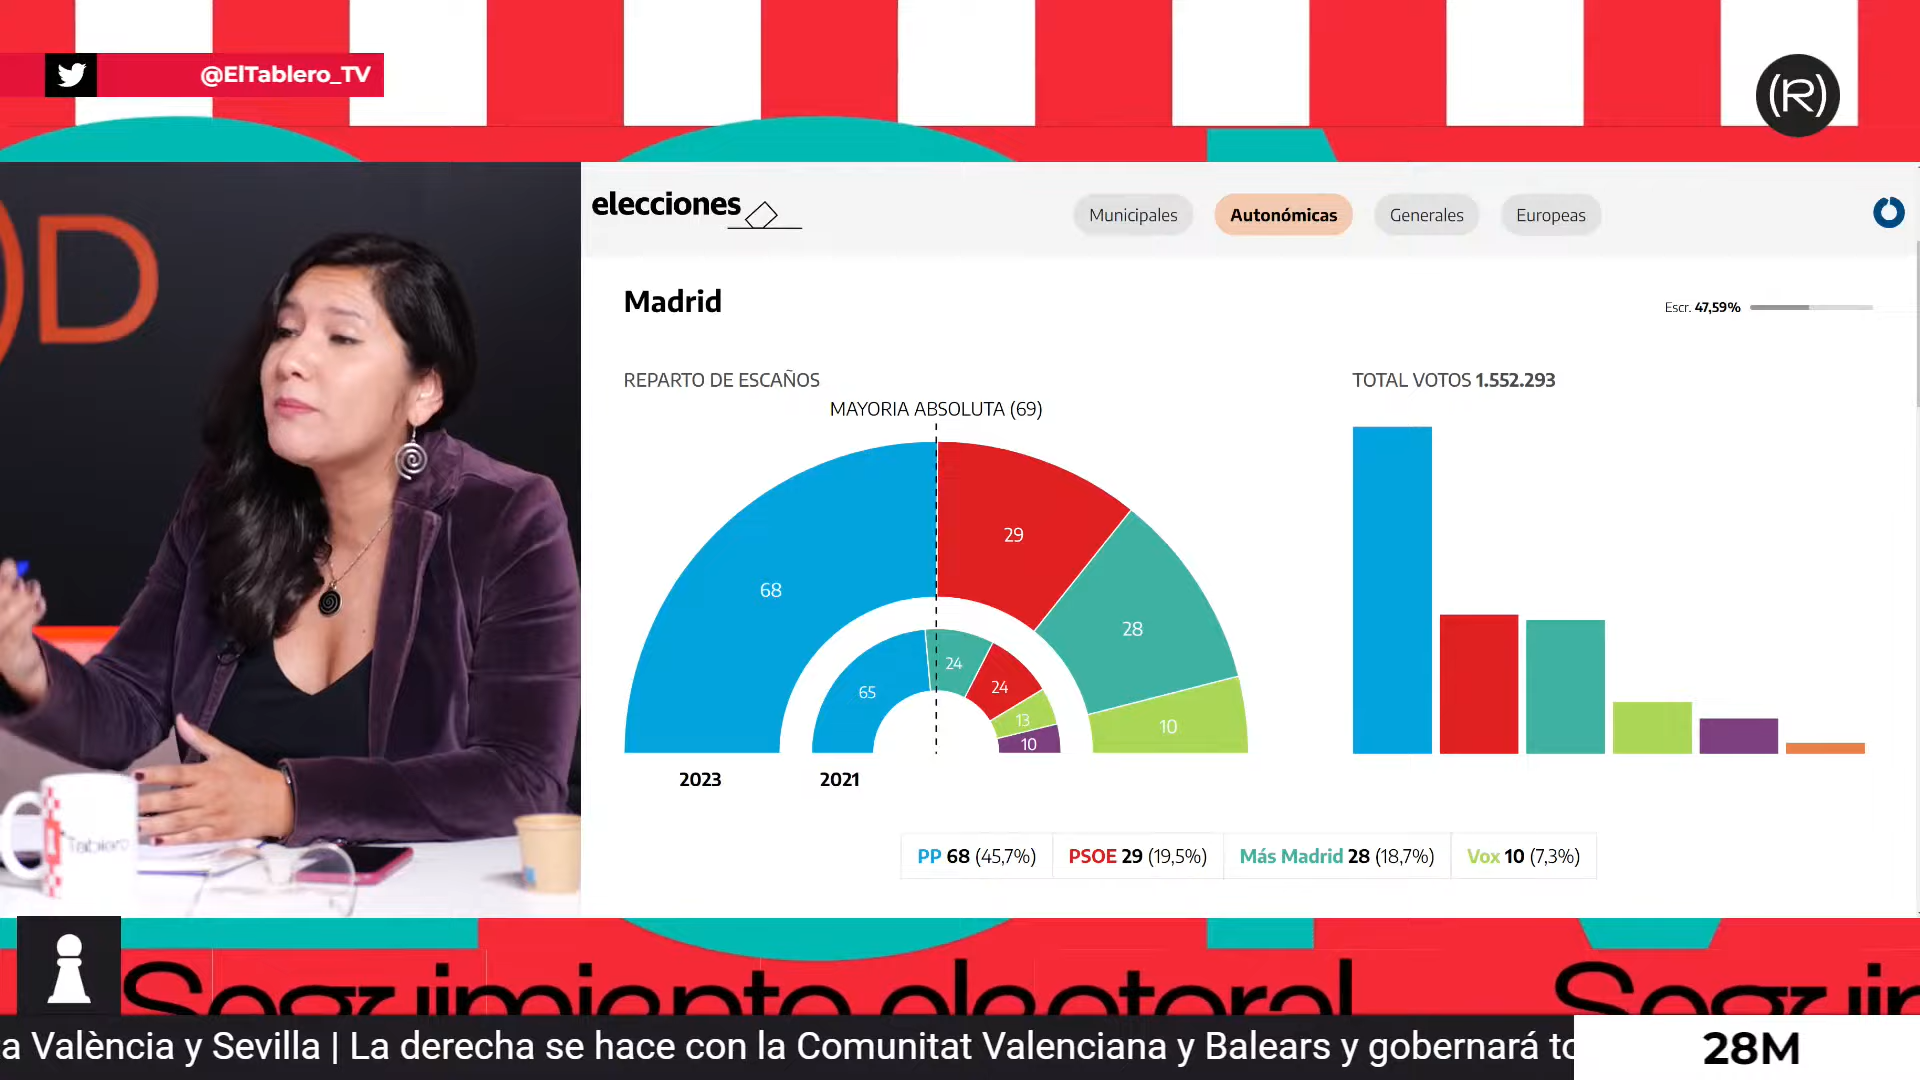 @ElTablero_TV
(R)
D
elecciones
Municipales
Autonómicas
Generales
Europeas
Madrid
Escr. 47,59%
REPARTO DE ESCAÑOS
TOTAL VOTOS 1.552.293
MAYORIA ABSOLUTA (69)
68
29
28
10
65
24
24
13
10
2023
2021
PP 68 (45,7%)
PSOE 29 (19,5%)
Más Madrid 28 (18,7%)
Vox 10 (7,3%)
Tablero
Seguimiento electoral
a València y Sevilla | La derecha se hace con la Comunitat Valenciana y Balears y gobernará
28M